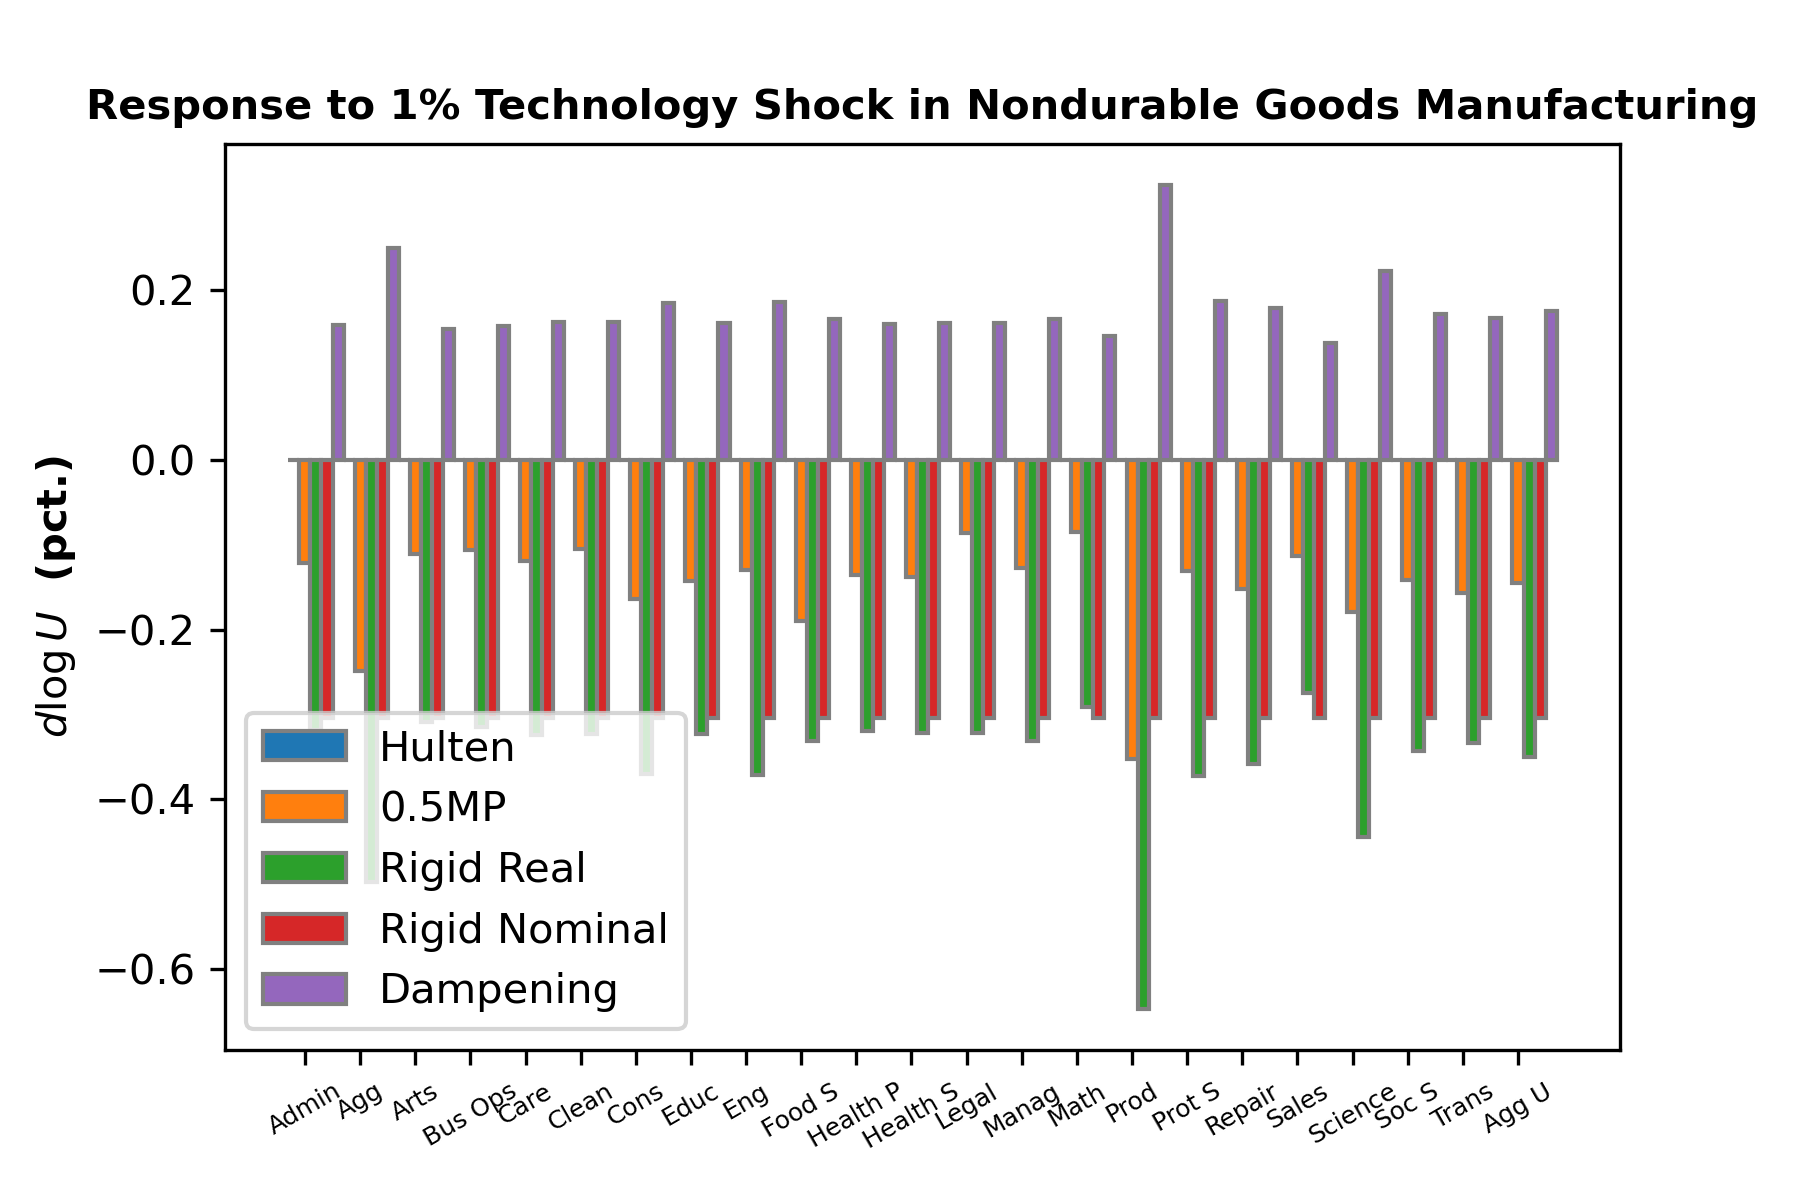 Response to 1% Technology Shock in Nondurable Goods Manufacturing
dlog U (pct.)
0.2
0.0
−0.2
−0.4
−0.6
Hulten
0.5MP
Rigid Real
Rigid Nominal
Dampening
Admin
Agg
Arts
Bus Ops
Care
Clean
Cons
Educ
Eng
Food S
Health P
Health S
Legal
Manag
Math
Prod
Prot S
Repair
Sales
Science
Soc S
Trans
Agg U